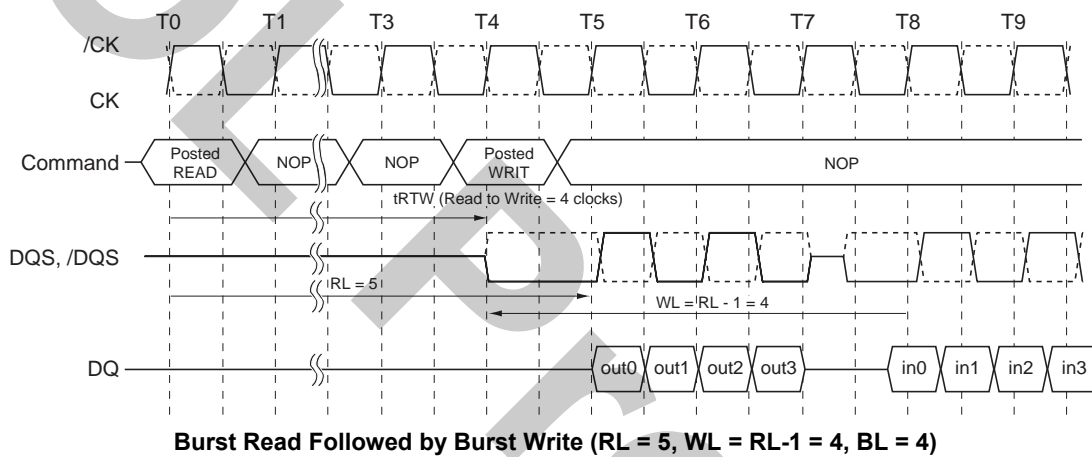 T0 T1 T3 T4 T5 T6 T7 T8 T9
/CK
CK
Command
Posted READ
NOP
NOP
Posted WRIT
NOP
tRTW (Read to Write = 4 clocks)
DQS, /DQS
RL = 5
WL = RL - 1 = 4
DQ
out0 out1 out2 out3 in0 in1 in2 in3
Burst Read Followed by Burst Write (RL = 5, WL = RL-1 = 4, BL = 4)